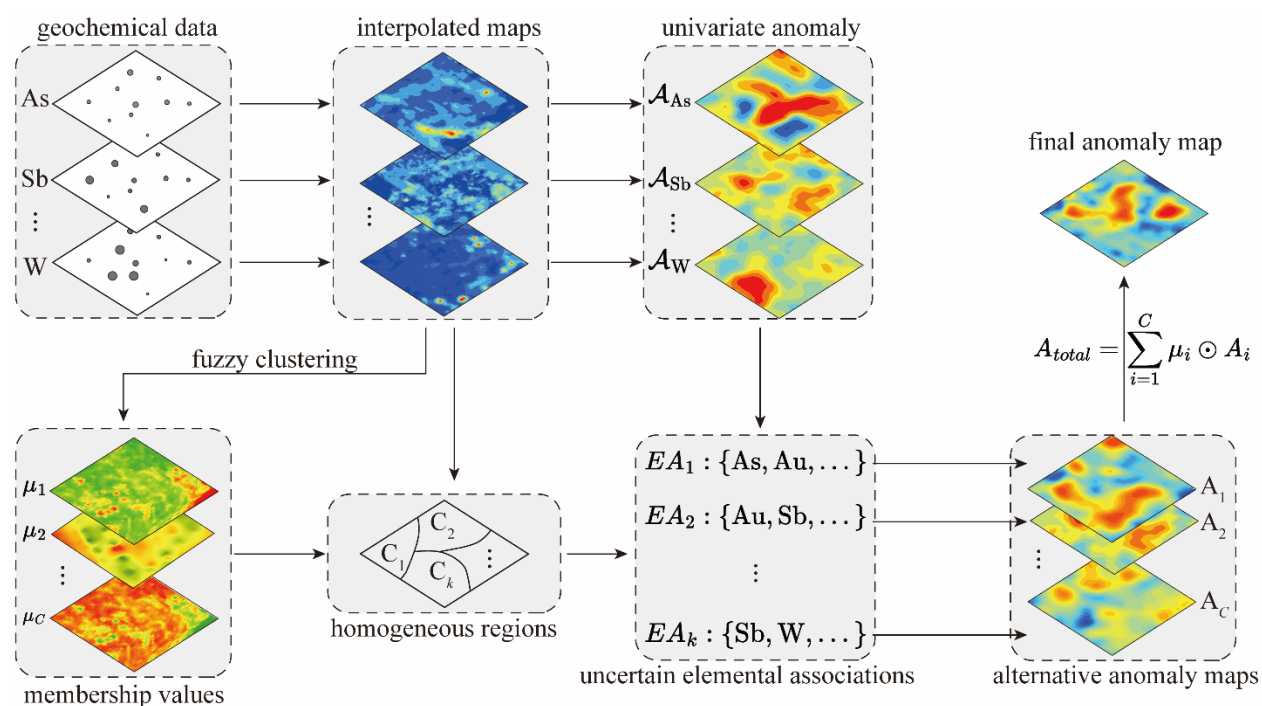 geochemical data
interpolated maps
univariate anomaly
As
Sb
⋮
W
⋮
𝒜As
𝒜Sb
⋮
𝒜W
final anomaly map
A_total = ∑_{i=1}^{C} μ_i ⊙ A_i
fuzzy clustering
μ1
μ2
⋮
μC
membership values
C1
C2
Ck
⋮
homogeneous regions
EA1 : {As, Au, . . . }
EA2 : {Au, Sb, . . . }
⋮
EAk : {Sb, W, . . . }
uncertain elemental associations
A1
A2
⋮
AC
alternative anomaly maps